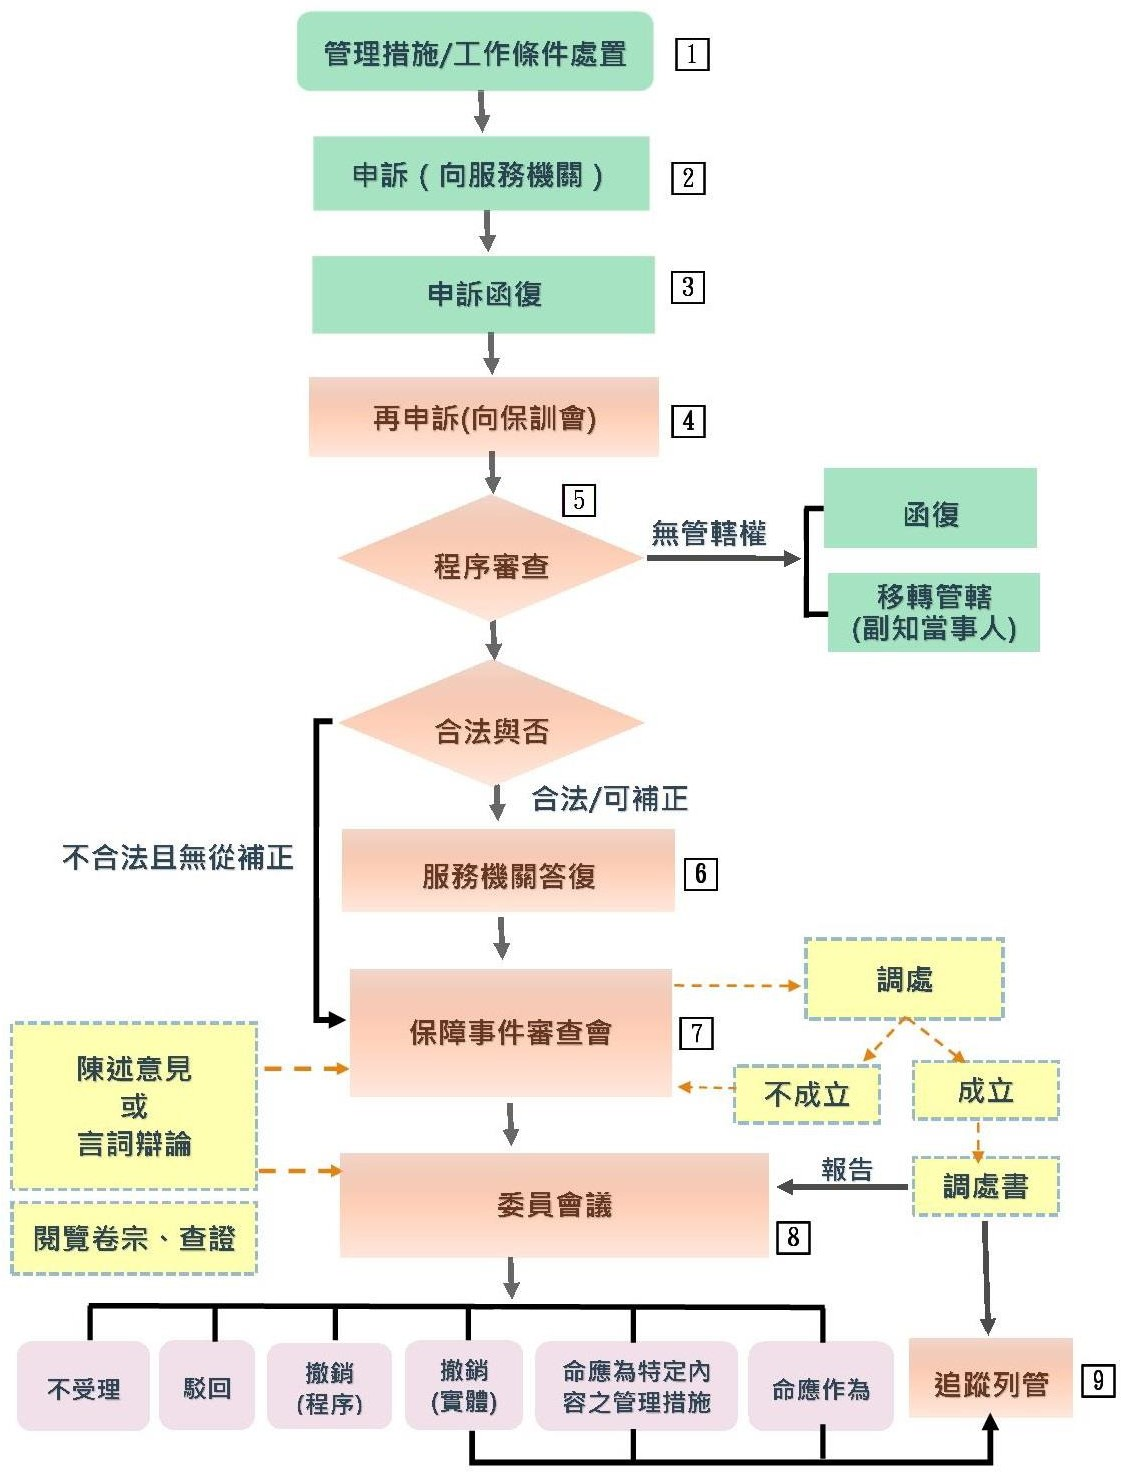 管理措施/工作條件處置
1
申訴(向服務機關)
2
申訴函復
3
再申訴(向保訓會)
4
5
程序審查
無管轄權
函復
移轉管轄
(副知當事人)
合法與否
合法/可補正
不合法且無從補正
服務機關答復
6
保障事件審查會
7
調處
不成立
成立
調處書
報告
陳述意見
或
言詞辯論
閱覽卷宗、查證
委員會議
8
不受理
駁回
撤銷
(程序)
撤銷
(實體)
命應為特定內
容之管理措施
命應作為
追蹤列管
9